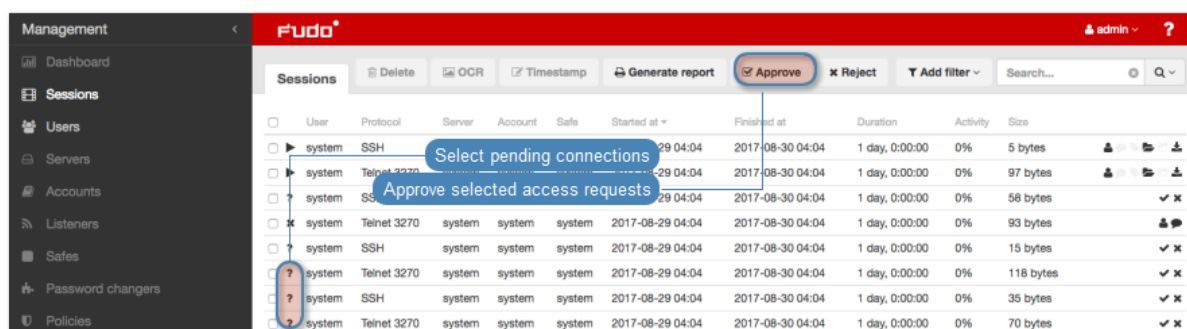 Management
Fudo
admin
?
Dashboard
Sessions
Users
Servers
Accounts
Listeners
Safes
Password changers
Policies
Sessions
Delete
OCR
Timestamp
Generate report
Approve
Reject
Add filter
Search...
User Protocol Server Account Safe Started at Finished at Duration Activity Size
system SSH 29 04:04 2017-08-30 04:04 1 day, 0:00:00 0% 5 bytes
Select pending connections
system 04:04 2017-08-30 04:04 1 day, 0:00:00 0% 97 bytes
Approve selected access requests
? system 29 04:04 2017-08-30 04:04 1 day, 0:00:00 0% 58 bytes
system Telnet 3270 system system system 2017-08-29 04:04 2017-08-30 04:04 1 day, 0:00:00 0% 93 bytes
? system SSH system system system 2017-08-29 04:04 2017-08-30 04:04 1 day, 0:00:00 0% 15 bytes
? system Telnet 3270 system system system 2017-08-29 04:04 2017-08-30 04:04 1 day, 0:00:00 0% 118 bytes
? system SSH system system system 2017-08-29 04:04 2017-08-30 04:04 1 day, 0:00:00 0% 35 bytes
? system Telnet 3270 system system system 2017-08-29 04:04 2017-08-30 04:04 1 day, 0:00:00 0% 70 bytes